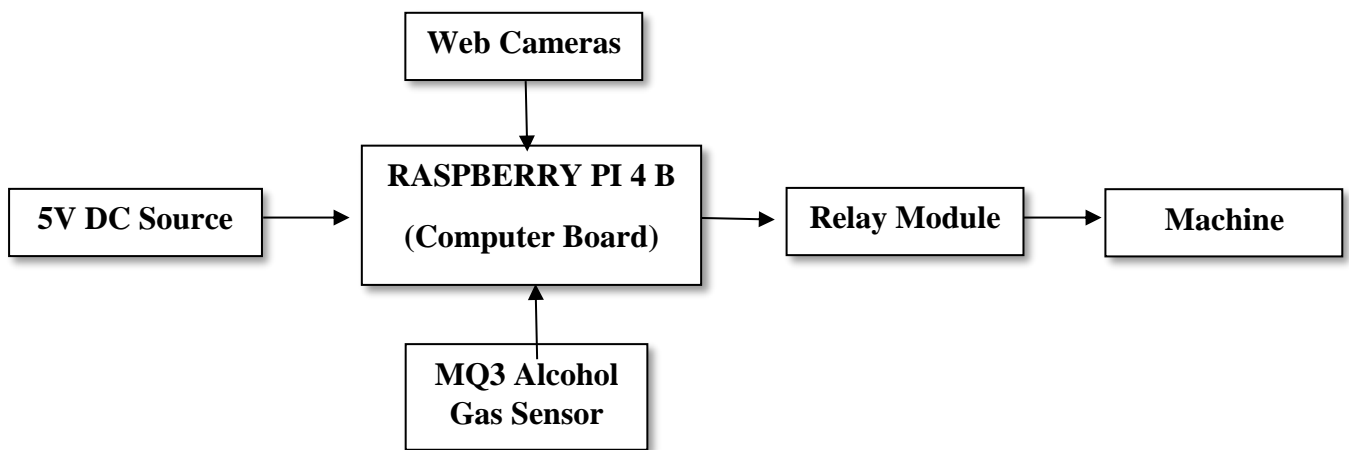 Web Cameras
5V DC Source
RASPBERRY PI 4 B
(Computer Board)
Relay Module
Machine
MQ3 Alcohol
Gas Sensor